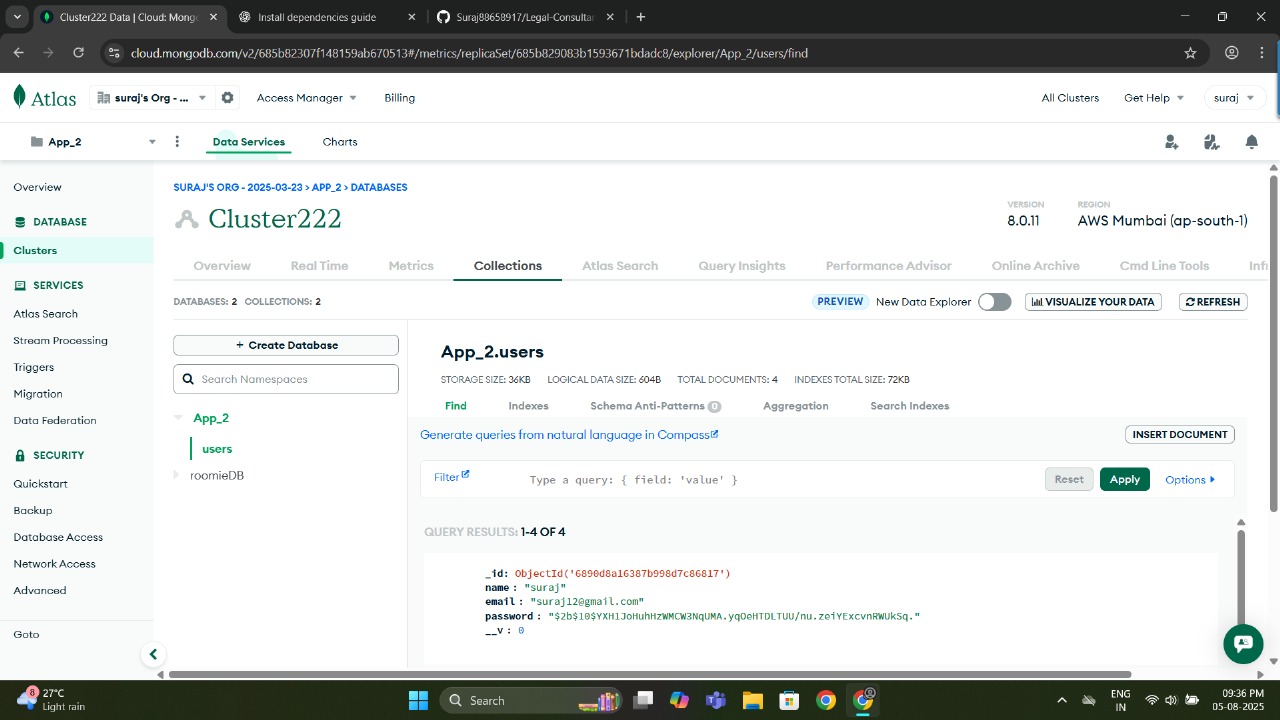 Cluster222 Data | Cloud: Mong
Install dependencies guide
Suraj88658917/Legal-Consultan
cloud.mongodb.com/v2/685b82307f148159ab670513#/metrics/replicaSet/685b829083b1593671bdadc8/explorer/App_2/users/find
Atlas
suraj's Org - ...
Access Manager
Billing
All Clusters
Get Help
suraj
App_2
Data Services
Charts
Overview
DATABASE
Clusters
SERVICES
Atlas Search
Stream Processing
Triggers
Migration
Data Federation
SECURITY
Quickstart
Backup
Database Access
Network Access
Advanced
Goto
SURAJ'S ORG - 2025-03-23 > APP_2 > DATABASES
Cluster222
VERSION
8.0.11
REGION
AWS Mumbai (ap-south-1)
Overview
Real Time
Metrics
Collections
Atlas Search
Query Insights
Performance Advisor
Online Archive
Cmd Line Tools
Inf
DATABASES: 2 COLLECTIONS: 2
PREVIEW New Data Explorer
VISUALIZE YOUR DATA
REFRESH
+ Create Database
Search Namespaces
App_2
users
roomieDB
App_2.users
STORAGE SIZE: 36KB LOGICAL DATA SIZE: 604B TOTAL DOCUMENTS: 4 INDEXES TOTAL SIZE: 72KB
Find
Indexes
Schema Anti-Patterns 0
Aggregation
Search Indexes
Generate queries from natural language in Compass
INSERT DOCUMENT
Filter
Type a query: { field: 'value' }
Reset
Apply
Options
QUERY RESULTS: 1-4 OF 4
_id: ObjectId('6890d8a16387b998d7c86817')
name : "suraj"
email : "suraj12@gmail.com"
password : "$2b$10$YXH1JoHuhHzWMCW3NqUMA.yqOeHTDLTUU/nu.zeiYExcvnRWUkSq."
__v : 0
8
27°C
Light rain
Search
ENG
IN
09:36 PM
05-08-2025